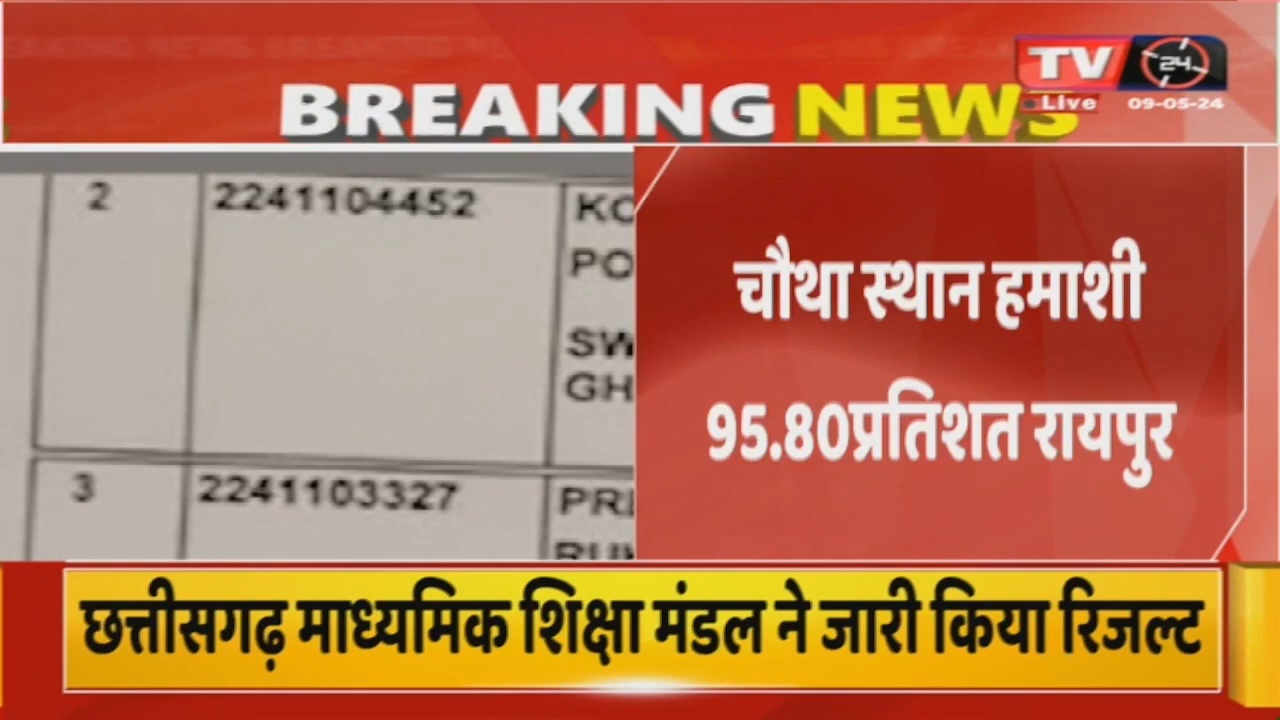 BREAKING NEWS
TV 24
Live 09-05-24
2 2241104452 KO
PO
SW
GH
3 2241103327 PRE
चौथा स्थान हमाशी
95.80प्रतिशत रायपुर
छत्तीसगढ़ माध्यमिक शिक्षा मंडल ने जारी किया रिजल्ट